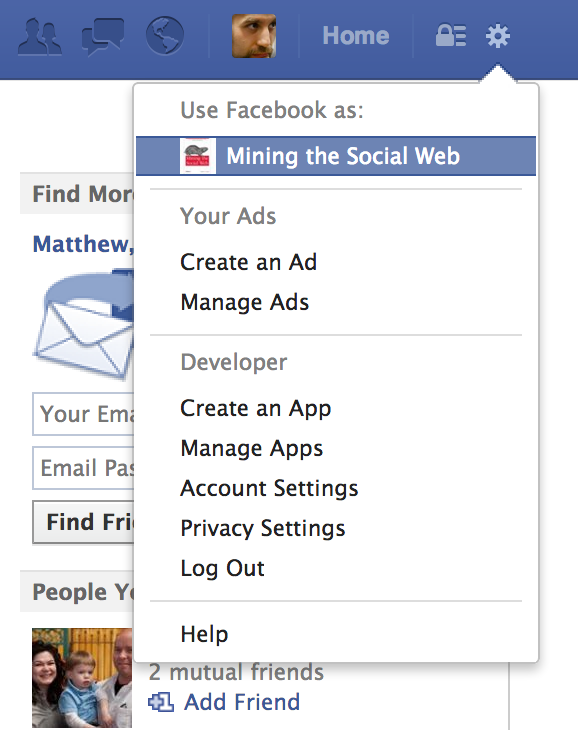 Home
Use Facebook as:
Mining the Social Web
Your Ads
Create an Ad
Manage Ads
Developer
Create an App
Manage Apps
Account Settings
Privacy Settings
Log Out
Help
Find More
Matthew,
Your Ema
Email Pas
Find Frie
People Yo
2 mutual friends
Add Friend